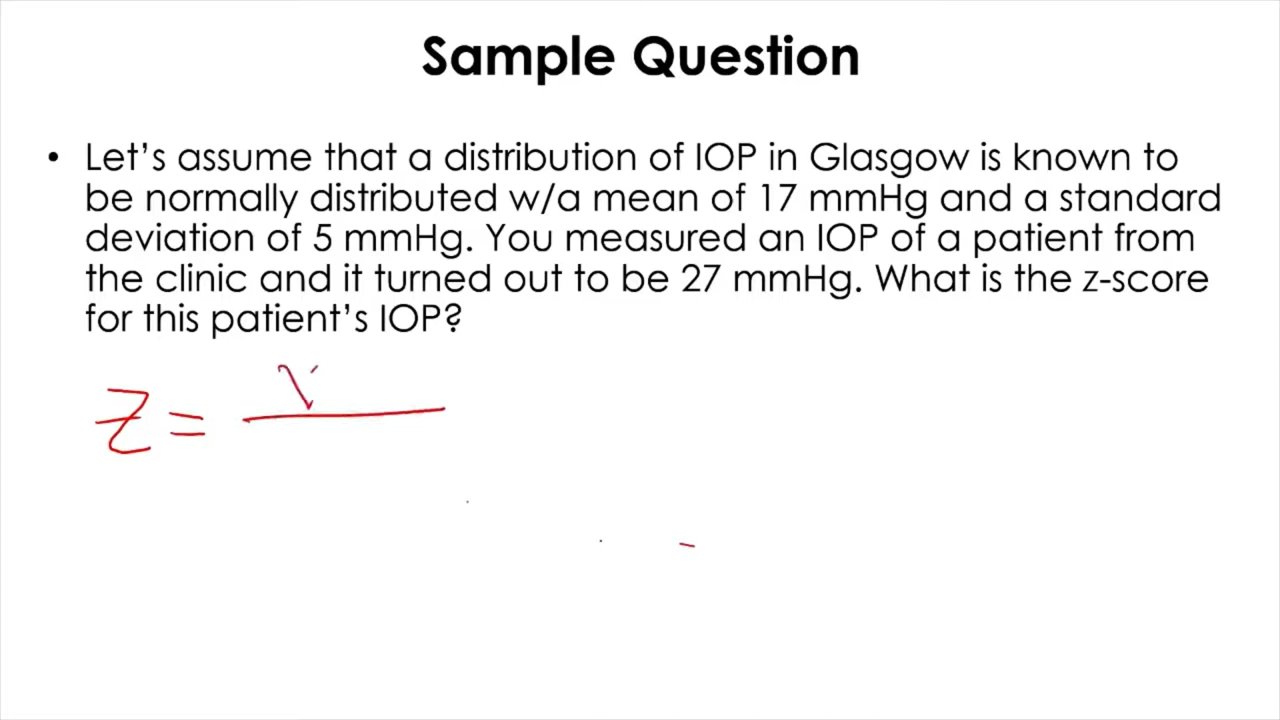 Sample Question
• Let's assume that a distribution of IOP in Glasgow is known to
be normally distributed w/a mean of 17 mmHg and a standard
deviation of 5 mmHg. You measured an IOP of a patient from
the clinic and it turned out to be 27 mmHg. What is the z-score
for this patient's IOP?
Z =